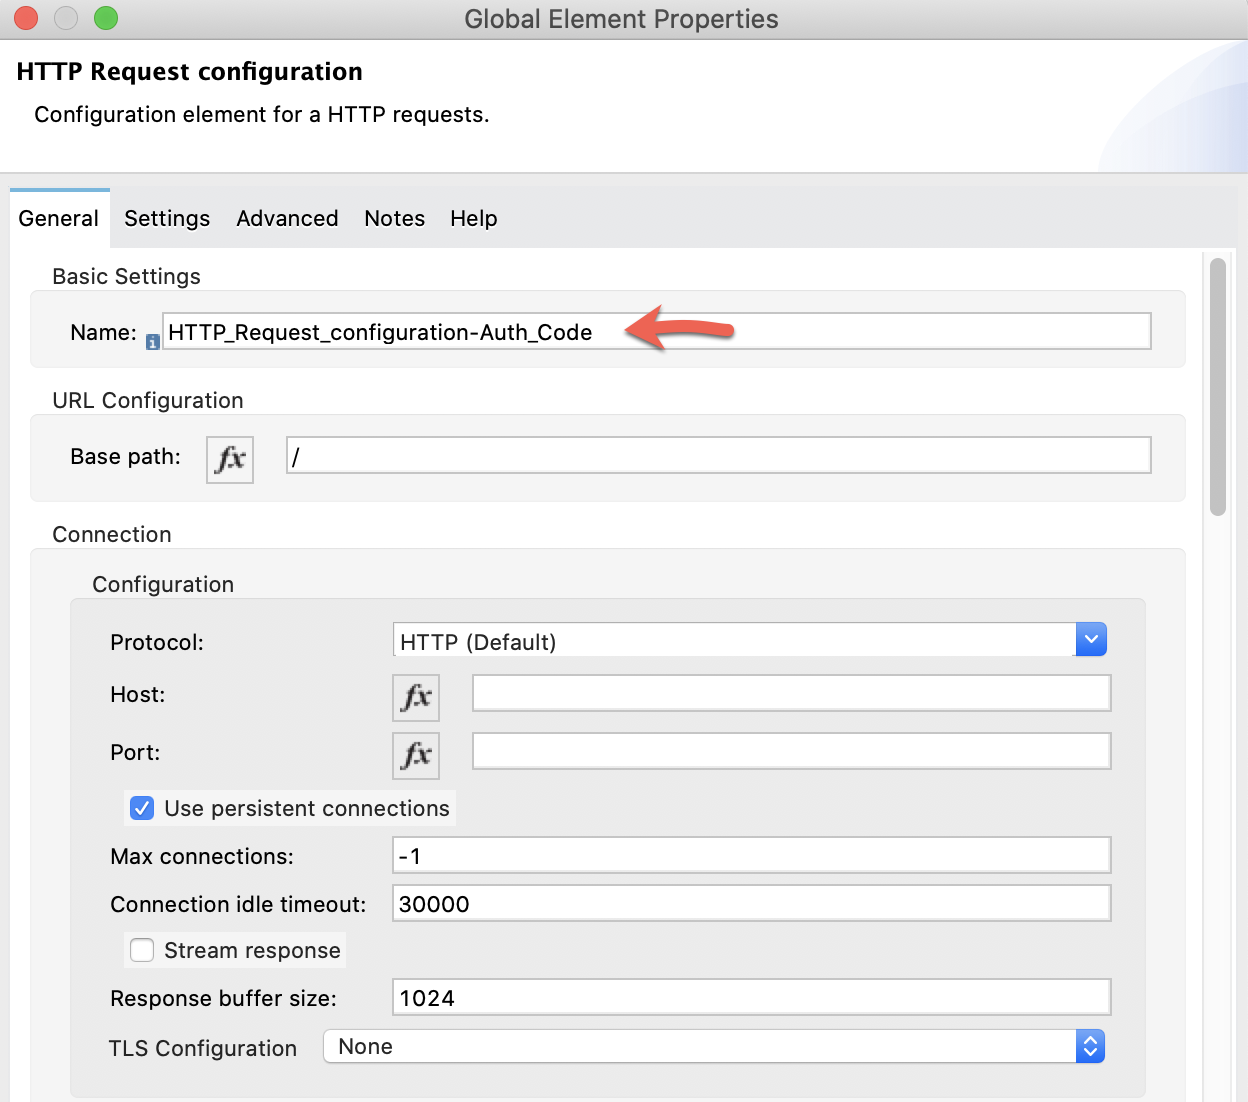 Global Element Properties
HTTP Request configuration
Configuration element for a HTTP requests.
General Settings Advanced Notes Help
Basic Settings
Name: i HTTP_Request_configuration-Auth_Code
URL Configuration
Base path: fx /
Connection
Configuration
Protocol: HTTP (Default)
Host: fx
Port: fx
Use persistent connections
Max connections: -1
Connection idle timeout: 30000
Stream response
Response buffer size: 1024
TLS Configuration None